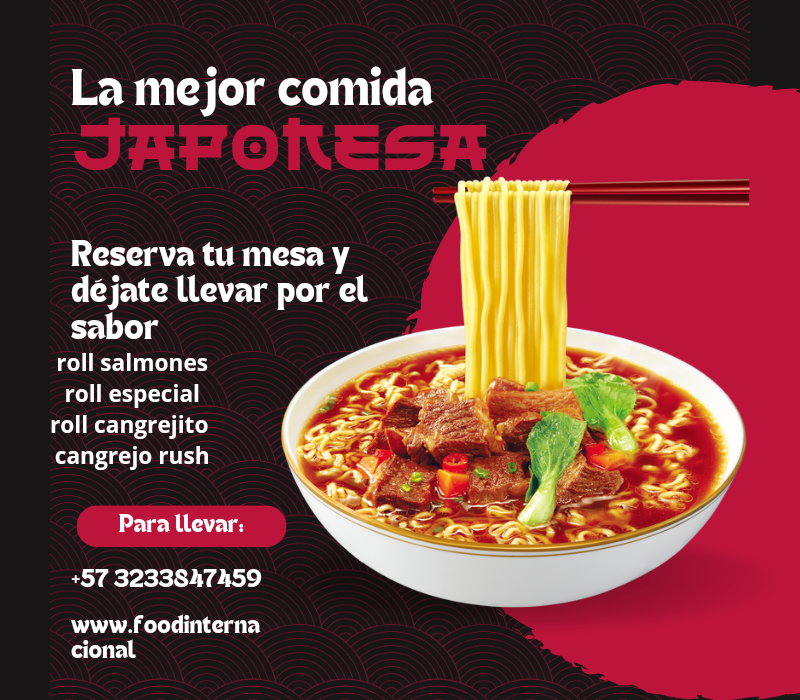 La mejor comida
JAPONESA
Reserva tu mesa y
déjate llevar por el
sabor
roll salmones
roll especial
roll cangrejito
cangrejo rush
Para llevar:
+57 3233847459
www.foodinterna
cional